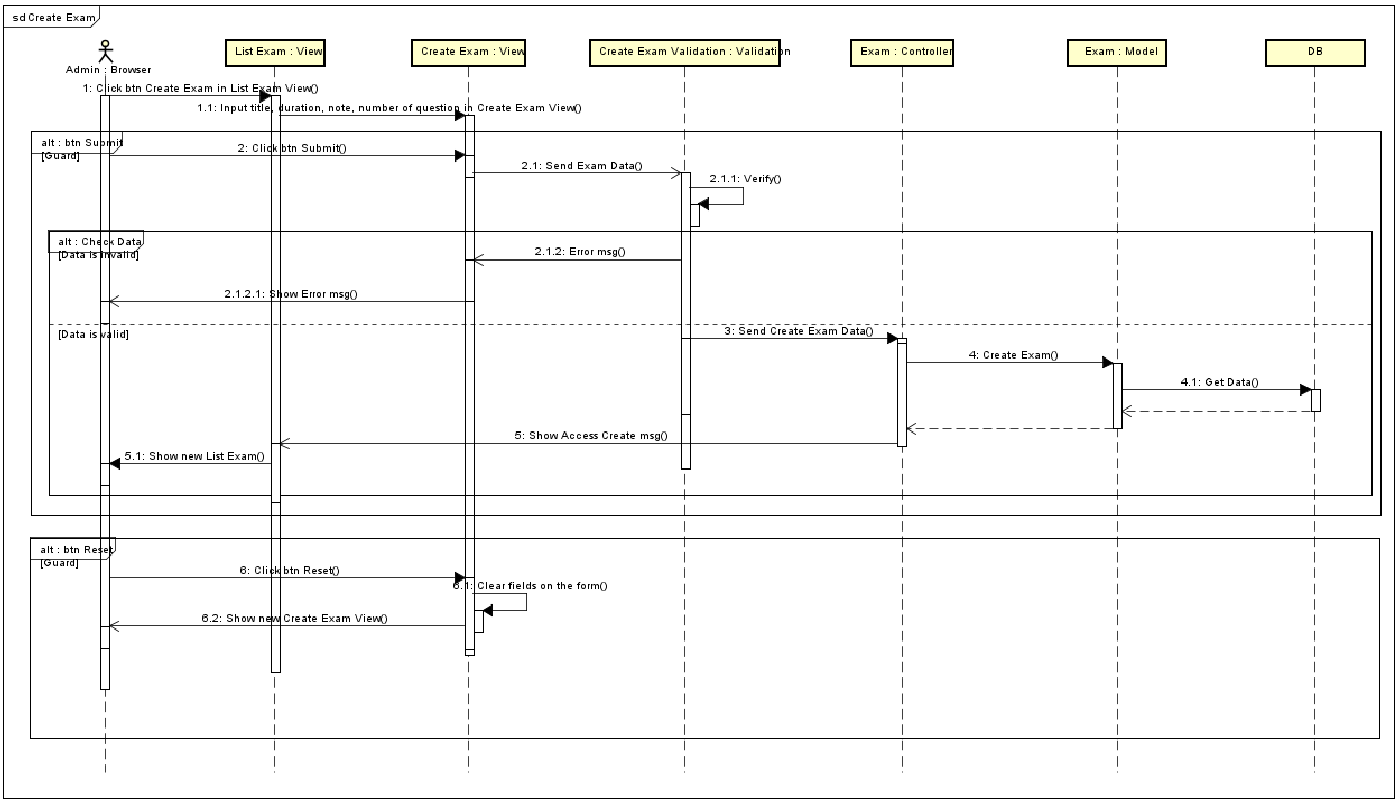 sd Create Exam
Admin : Browser
List Exam : View
Create Exam : View
Create Exam Validation : Validation
Exam : Controller
Exam : Model
DB
1: Click btn Create Exam in List Exam View()
1.1: Input title, duration, note, number of question in Create Exam View()
alt : btn Submit
[Guard]
2: Click btn Submit()
2.1: Send Exam Data()
2.1.1: Verify()
alt : Check Data
[Data is invalid]
2.1.2: Error msg()
2.1.2.1: Show Error msg()
[Data is valid]
3: Send Create Exam Data()
4: Create Exam()
4.1: Get Data()
5: Show Access Create msg()
5.1: Show new List Exam()
alt : btn Reset
[Guard]
6: Click btn Reset()
6.1: Clear fields on the form()
6.2: Show new Create Exam View()